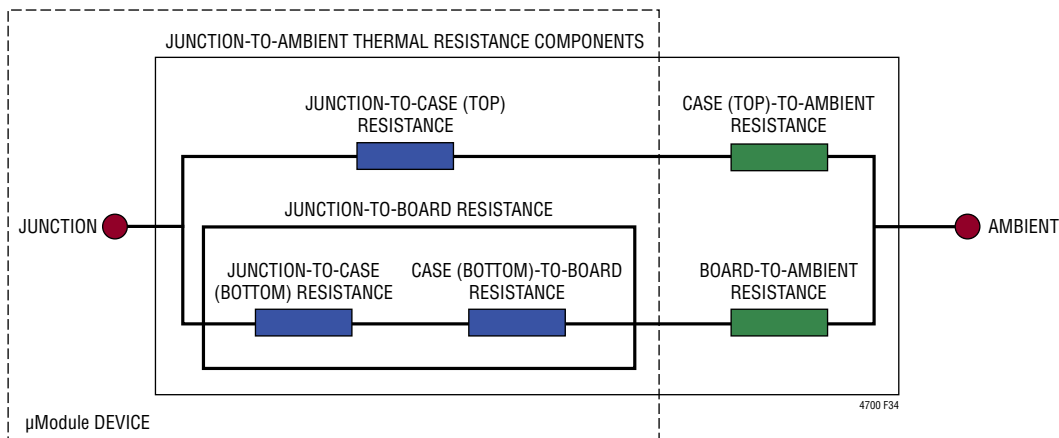 JUNCTION-TO-AMBIENT THERMAL RESISTANCE COMPONENTS
JUNCTION-TO-CASE (TOP)
RESISTANCE
CASE (TOP)-TO-AMBIENT
RESISTANCE
JUNCTION
JUNCTION-TO-BOARD RESISTANCE
AMBIENT
JUNCTION-TO-CASE
(BOTTOM) RESISTANCE
CASE (BOTTOM)-TO-BOARD
RESISTANCE
BOARD-TO-AMBIENT
RESISTANCE
4700 F34
µModule DEVICE